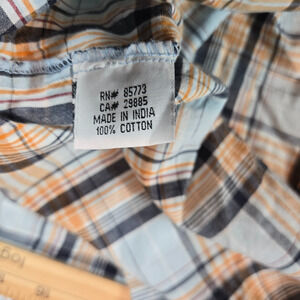 RN# 85773
CA# 29885
MADE IN INDIA
100% COTTON